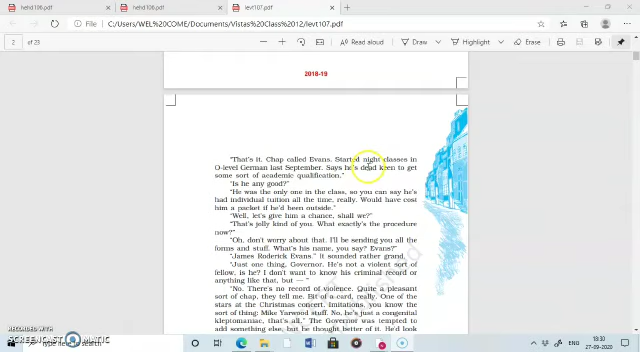 hehd106.pdf
hehd106.pdf
levt107.pdf
C:/Users/WEL%20COME/Documents/Vistas%20Class%2012/levt107.pdf
2 of 23
Read aloud
Draw
Highlight
Erase
2018-19
"That's it. Chap called Evans. Started night classes in
O-level German last September. Says he's dead keen to get
some sort of academic qualification."
"Is he any good?"
"He was the only one in the class, so you can say he's
had individual tuition all the time, really. Would have cost
him a packet if he'd been outside."
"Well, let's give him a chance, shall we?"
"That's jolly kind of you. What exactly's the procedure
now?"
"Oh, don't worry about that. I'll be sending you all the
forms and stuff. What's his name, you say? Evans?"
"James Roderick Evans." it sounded rather grand.
"Just one thing, Governor. He's not a violent sort of
fellow, is he? I don't want to know his criminal record or
anything like that, but —"
"No. There's no record of violence. Quite a pleasant
sort of chap, they tell me. Bit of a card, really. One of the
stars at the Christmas concert. Imitations, you know the
sort of thing: Mike Yarwood stuff. No, he's just a congenital
kleptomaniac, that's all." The Governor was tempted to
add something else, but he thought better of it. He'd look
RECORDED WITH
SCREENCAST MATIC
Type here to search
ENG
13:30
27-09-2020